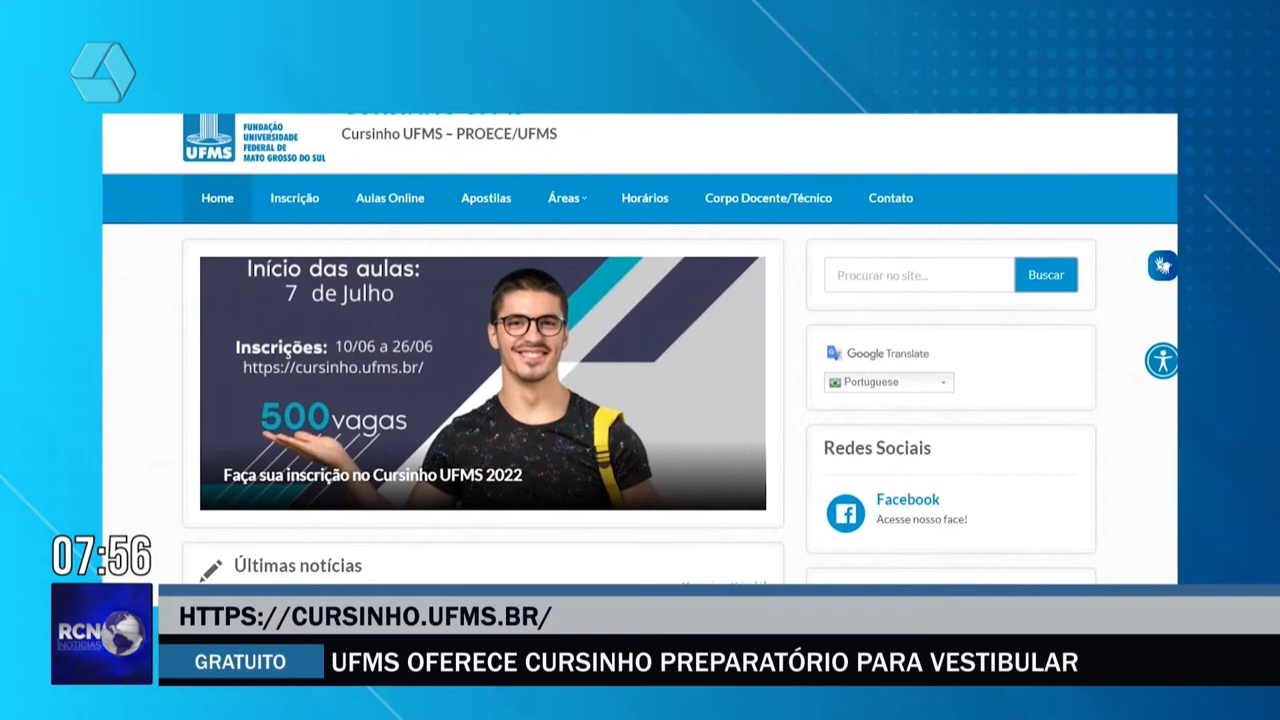 UFMS
FUNDAÇÃO
UNIVERSIDADE
FEDERAL DE
MATO GROSSO DO SUL
Cursinho UFMS – PROECE/UFMS
Home
Inscrição
Aulas Online
Apostilas
Áreas
Horários
Corpo Docente/Técnico
Contato
Início das aulas:
7 de Julho
Inscrições: 10/06 a 26/06
https://cursinho.ufms.br/
500 vagas
Faça sua inscrição no Cursinho UFMS 2022
Procurar no site...
Buscar
Google Translate
Portuguese
Redes Sociais
Facebook
Acesse nosso face!
Últimas notícias
07:56
RCN
NOTÍCIAS
HTTPS://CURSINHO.UFMS.BR/
GRATUITO
UFMS OFERECE CURSINHO PREPARATÓRIO PARA VESTIBULAR